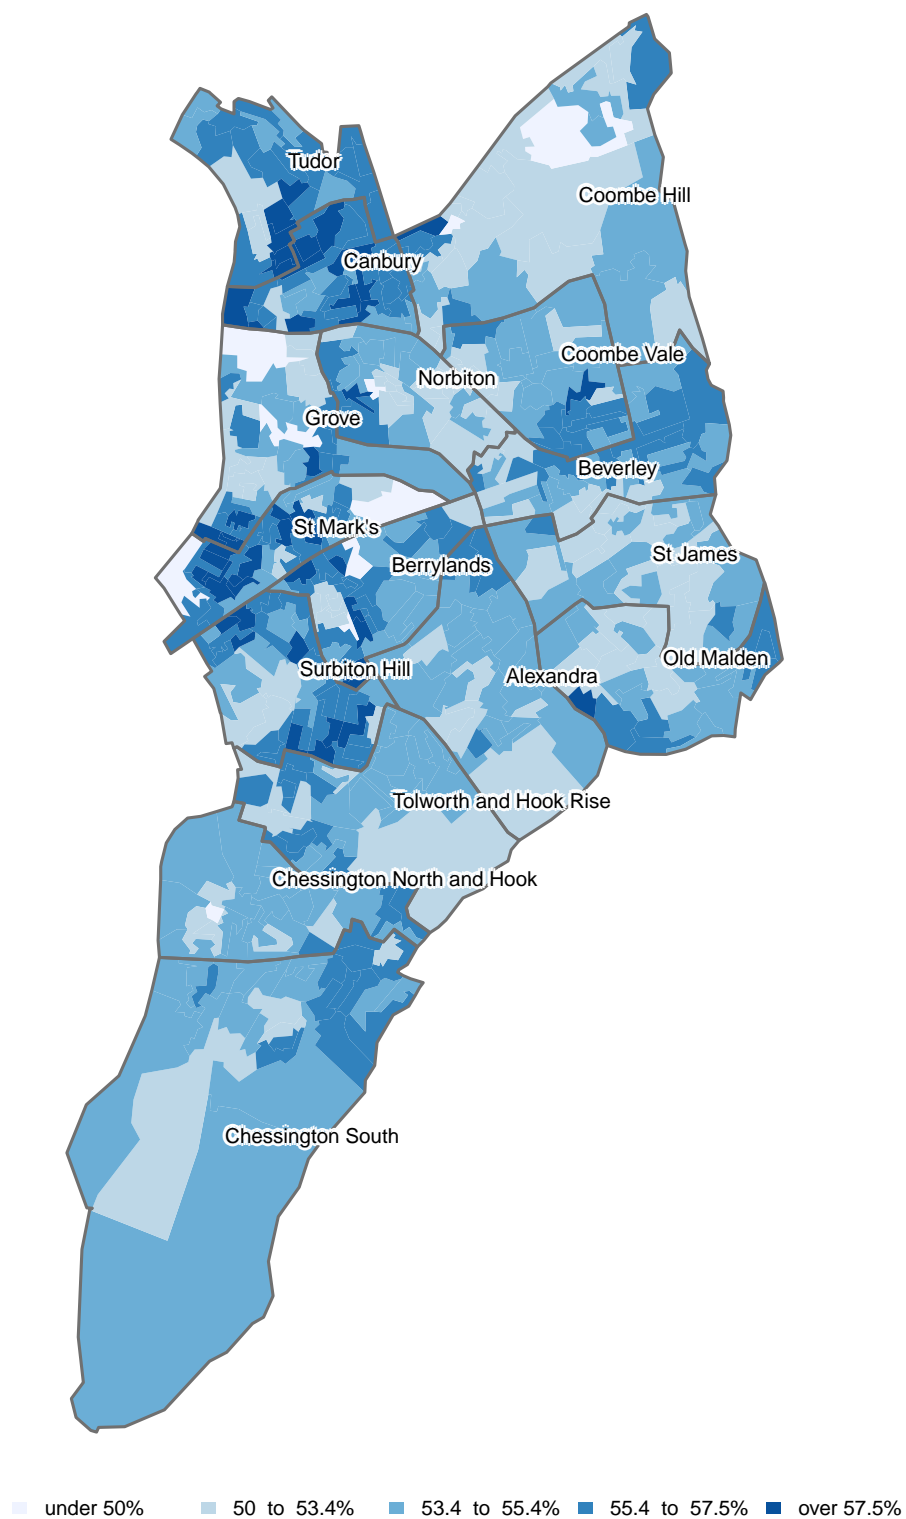 Tudor
Coombe Hill
Canbury
Coombe Vale
Norbiton
Grove
Beverley
St Mark's
St James
Berrylands
Old Malden
Surbiton Hill
Alexandra
Tolworth and Hook Rise
Chessington North and Hook
Chessington South
under 50% 50 to 53.4% 53.4 to 55.4% 55.4 to 57.5% over 57.5%